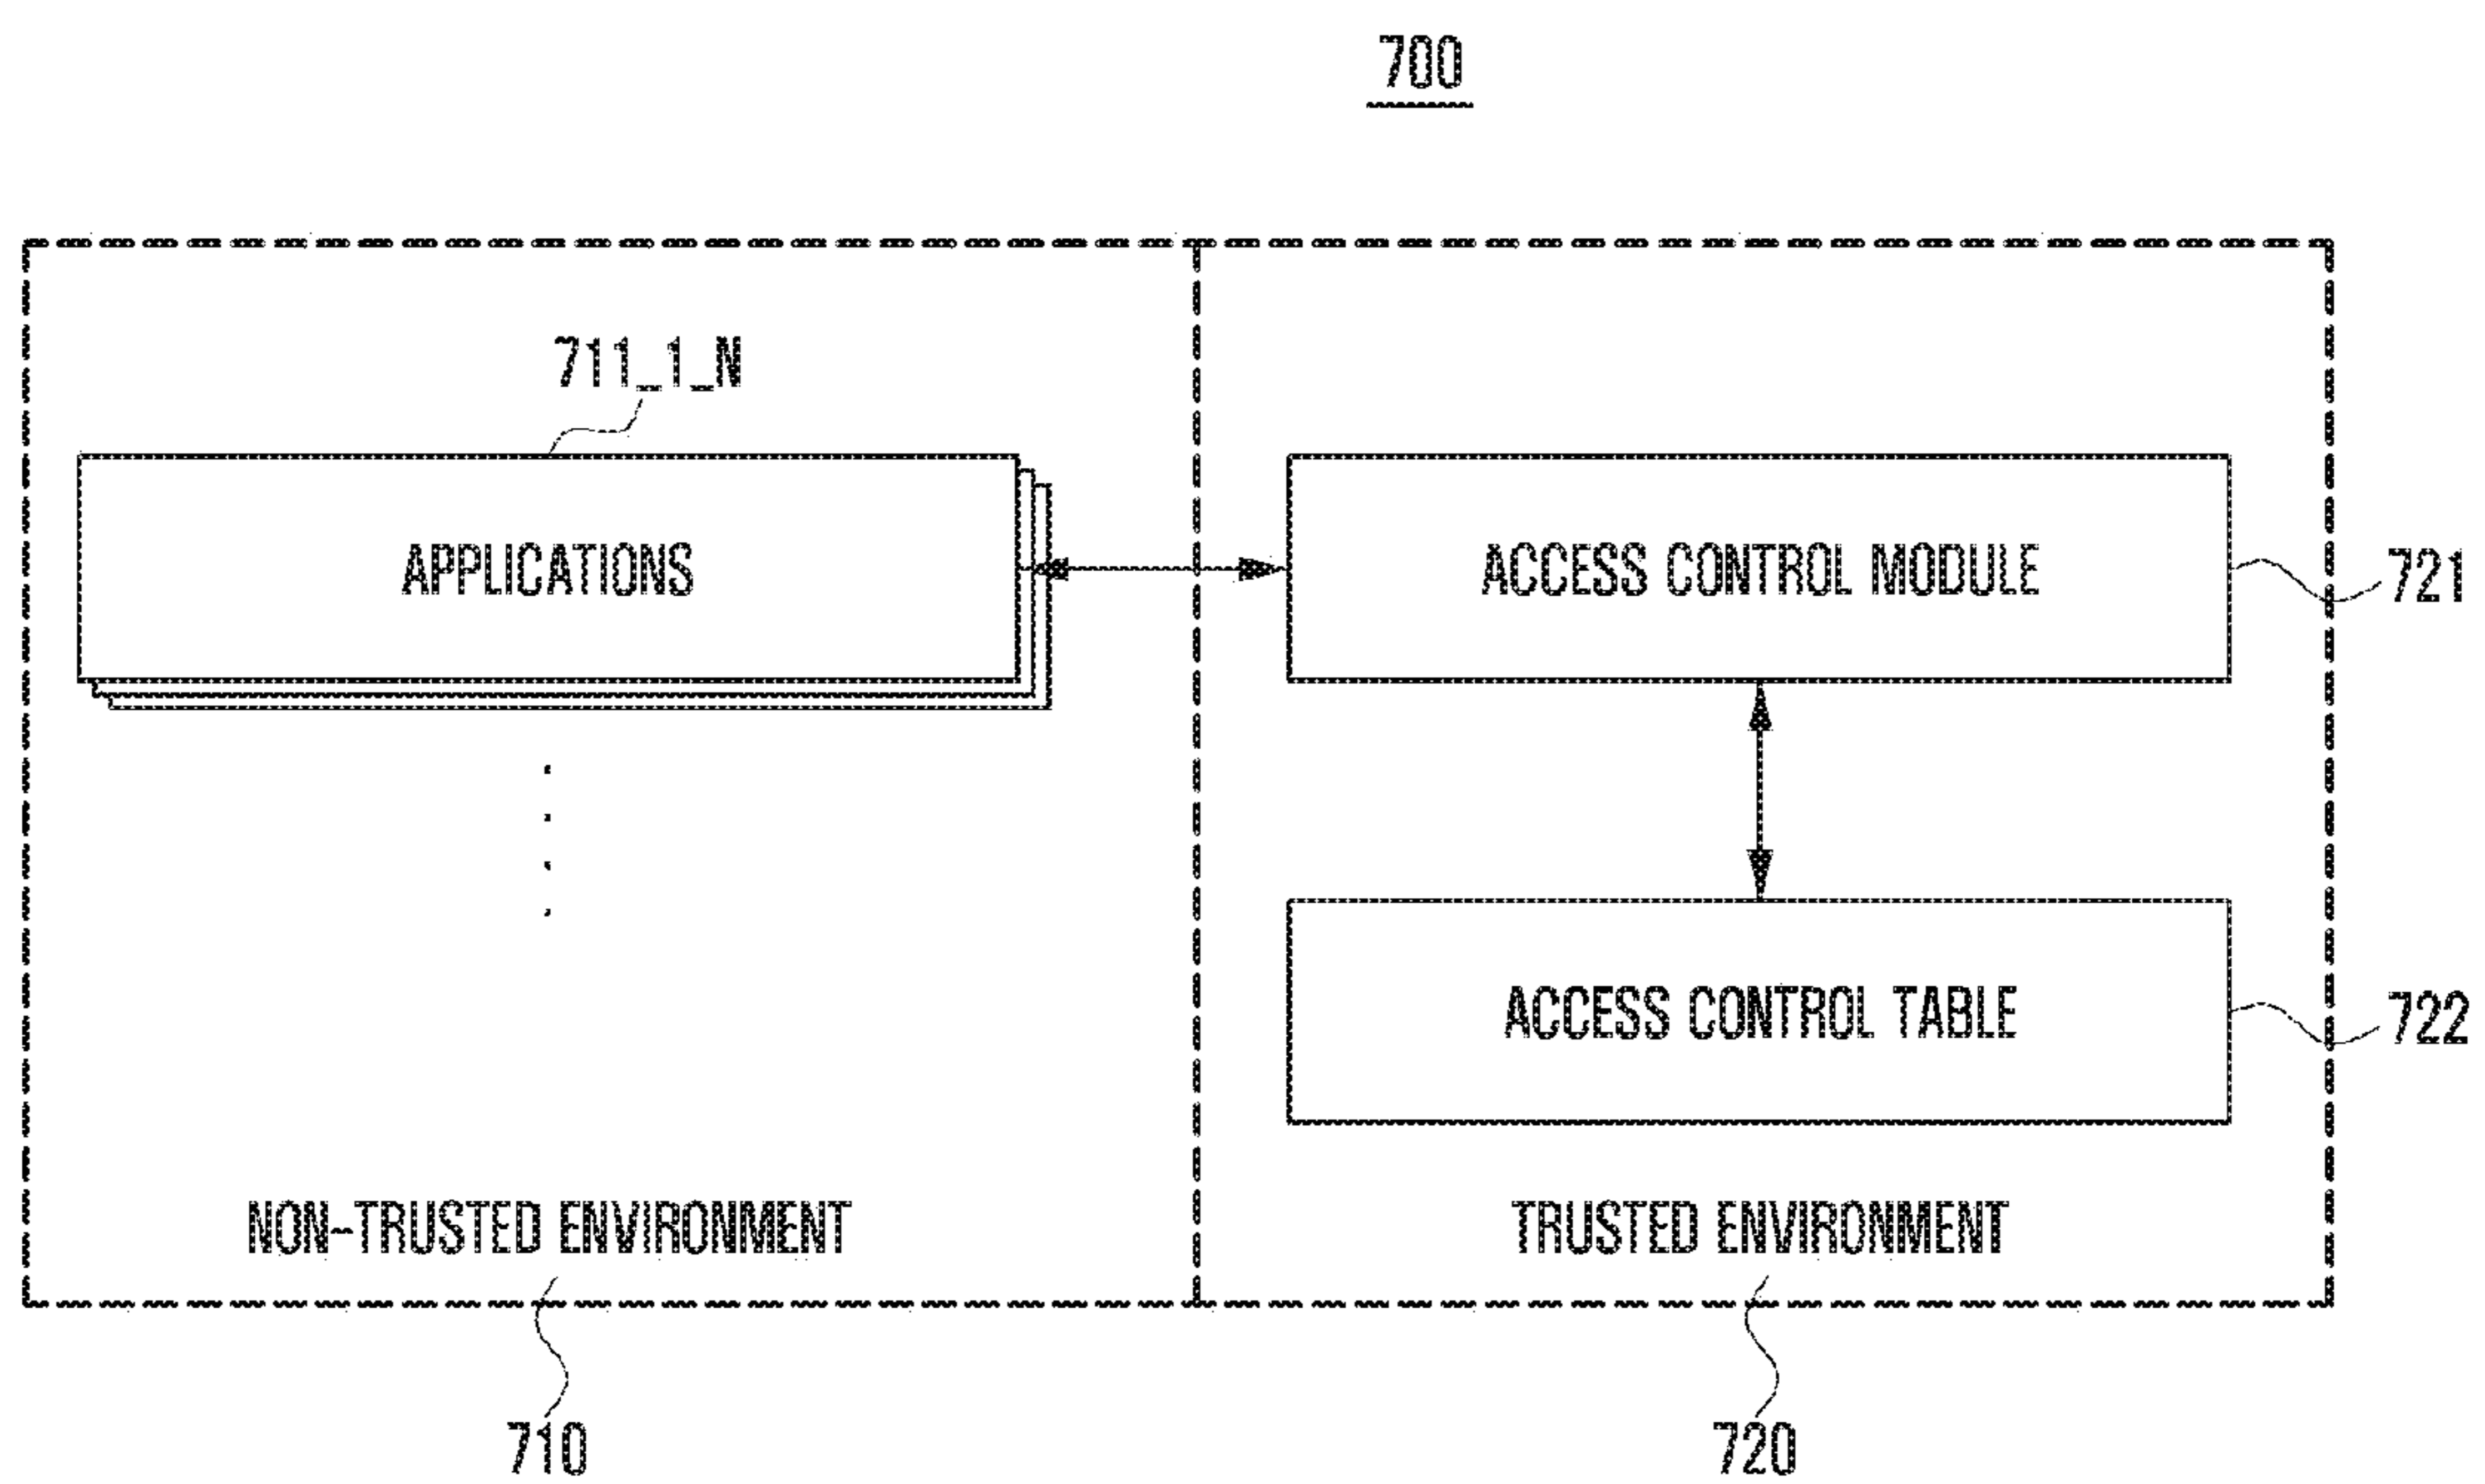 700
711_1_N
APPLICATIONS
ACCESS CONTROL MODULE
721
ACCESS CONTROL TABLE
722
NON-TRUSTED ENVIRONMENT
TRUSTED ENVIRONMENT
710
720